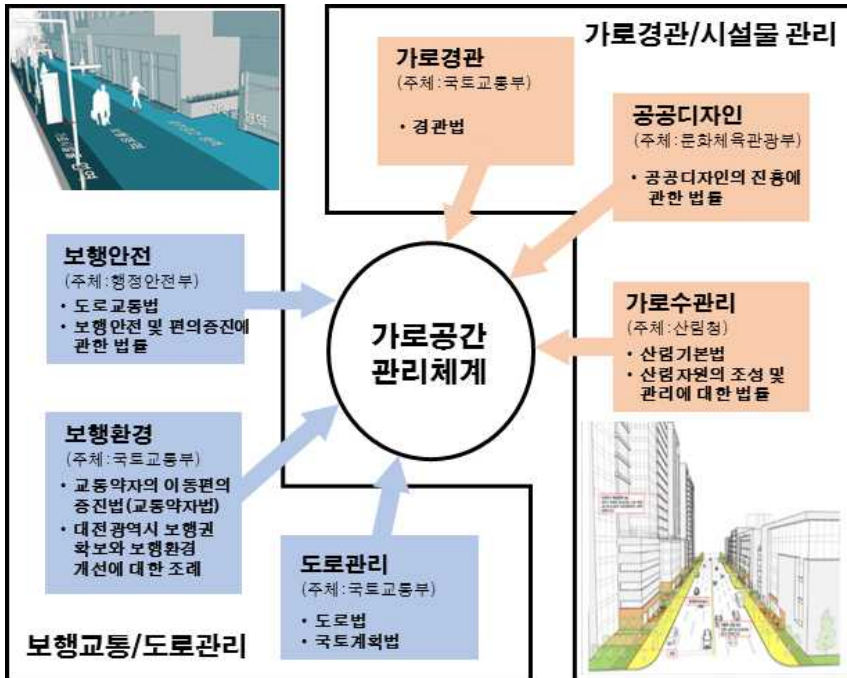 가로경관/시설물 관리
가로경관
(주체:국토교통부)
• 경관법
공공디자인
(주체:문화체육관광부)
• 공공디자인의 진흥에
관한 법률
보행안전
(주체:행정안전부)
• 도로교통법
• 보행안전 및 편의증진에
관한 법률
가로공간
관리체계
가로수관리
(주체:산림청)
• 산림기본법
• 산림자원의 조성 및
관리에 대한 법률
보행환경
(주체:국토교통부)
• 교통약자의 이동편의
증진법(교통약자법)
• 대전광역시 보행권
확보와 보행환경
개선에 대한 조례
도로관리
(주체:국토교통부)
• 도로법
• 국토계획법
보행교통/도로관리